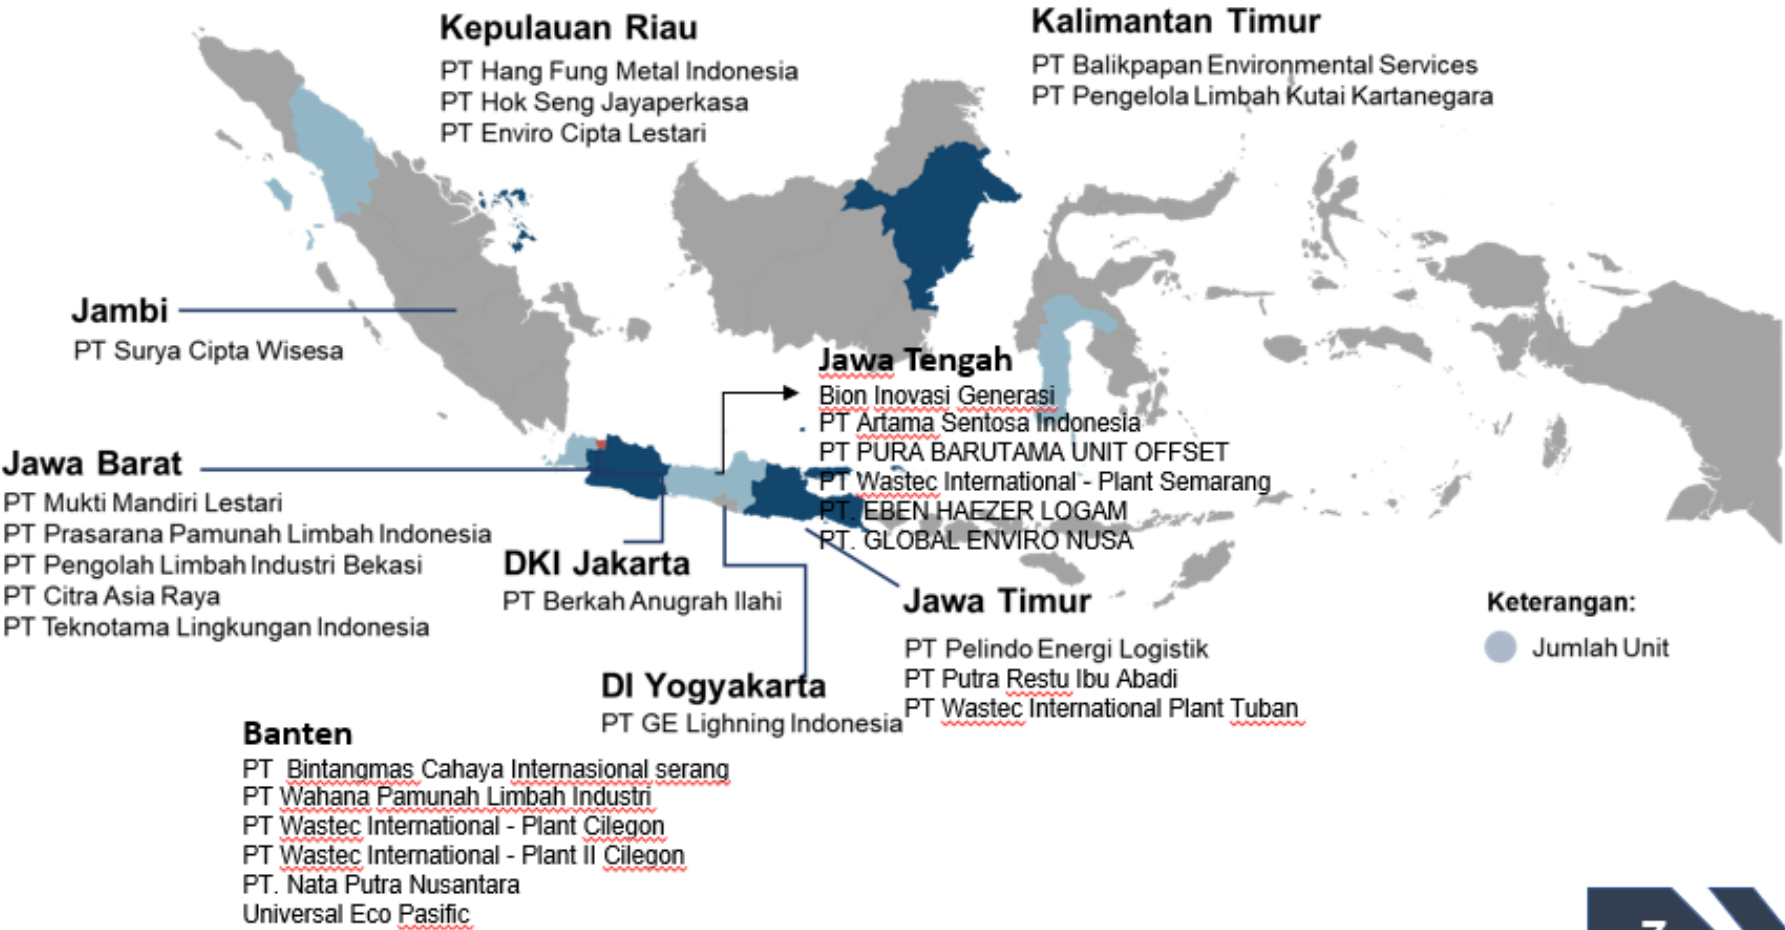 Kepulauan Riau
PT Hang Fung Metal Indonesia
PT Hok Seng Jayaperkasa
PT Enviro Cipta Lestari
Kalimantan Timur
PT Balikpapan Environmental Services
PT Pengelola Limbah Kutai Kartanegara
Jambi
PT Surya Cipta Wisesa
Jawa Tengah
Bion Inovasi Generasi
PT Artama Sentosa Indonesia
PT PURA BARUTAMA UNIT OFFSET
PT Wastec International - Plant Semarang
PT. EBEN HAEZER LOGAM
PT. GLOBAL ENVIRO NUSA
Jawa Barat
PT Mukti Mandiri Lestari
PT Prasarana Pamunah Limbah Indonesia
PT Pengolah Limbah Industri Bekasi
PT Citra Asia Raya
PT Teknotama Lingkungan Indonesia
DKI Jakarta
PT Berkah Anugrah Ilahi
Jawa Timur
PT Pelindo Energi Logistik
PT Putra Restu Ibu Abadi
PT Wastec International Plant Tuban
Keterangan:
Jumlah Unit
DI Yogyakarta
PT GE Lighning Indonesia
Banten
PT Bintangmas Cahaya Internasional serang
PT Wahana Pamunah Limbah Industri
PT Wastec International - Plant Cilegon
PT Wastec International - Plant II Cilegon
PT. Nata Putra Nusantara
Universal Eco Pasific